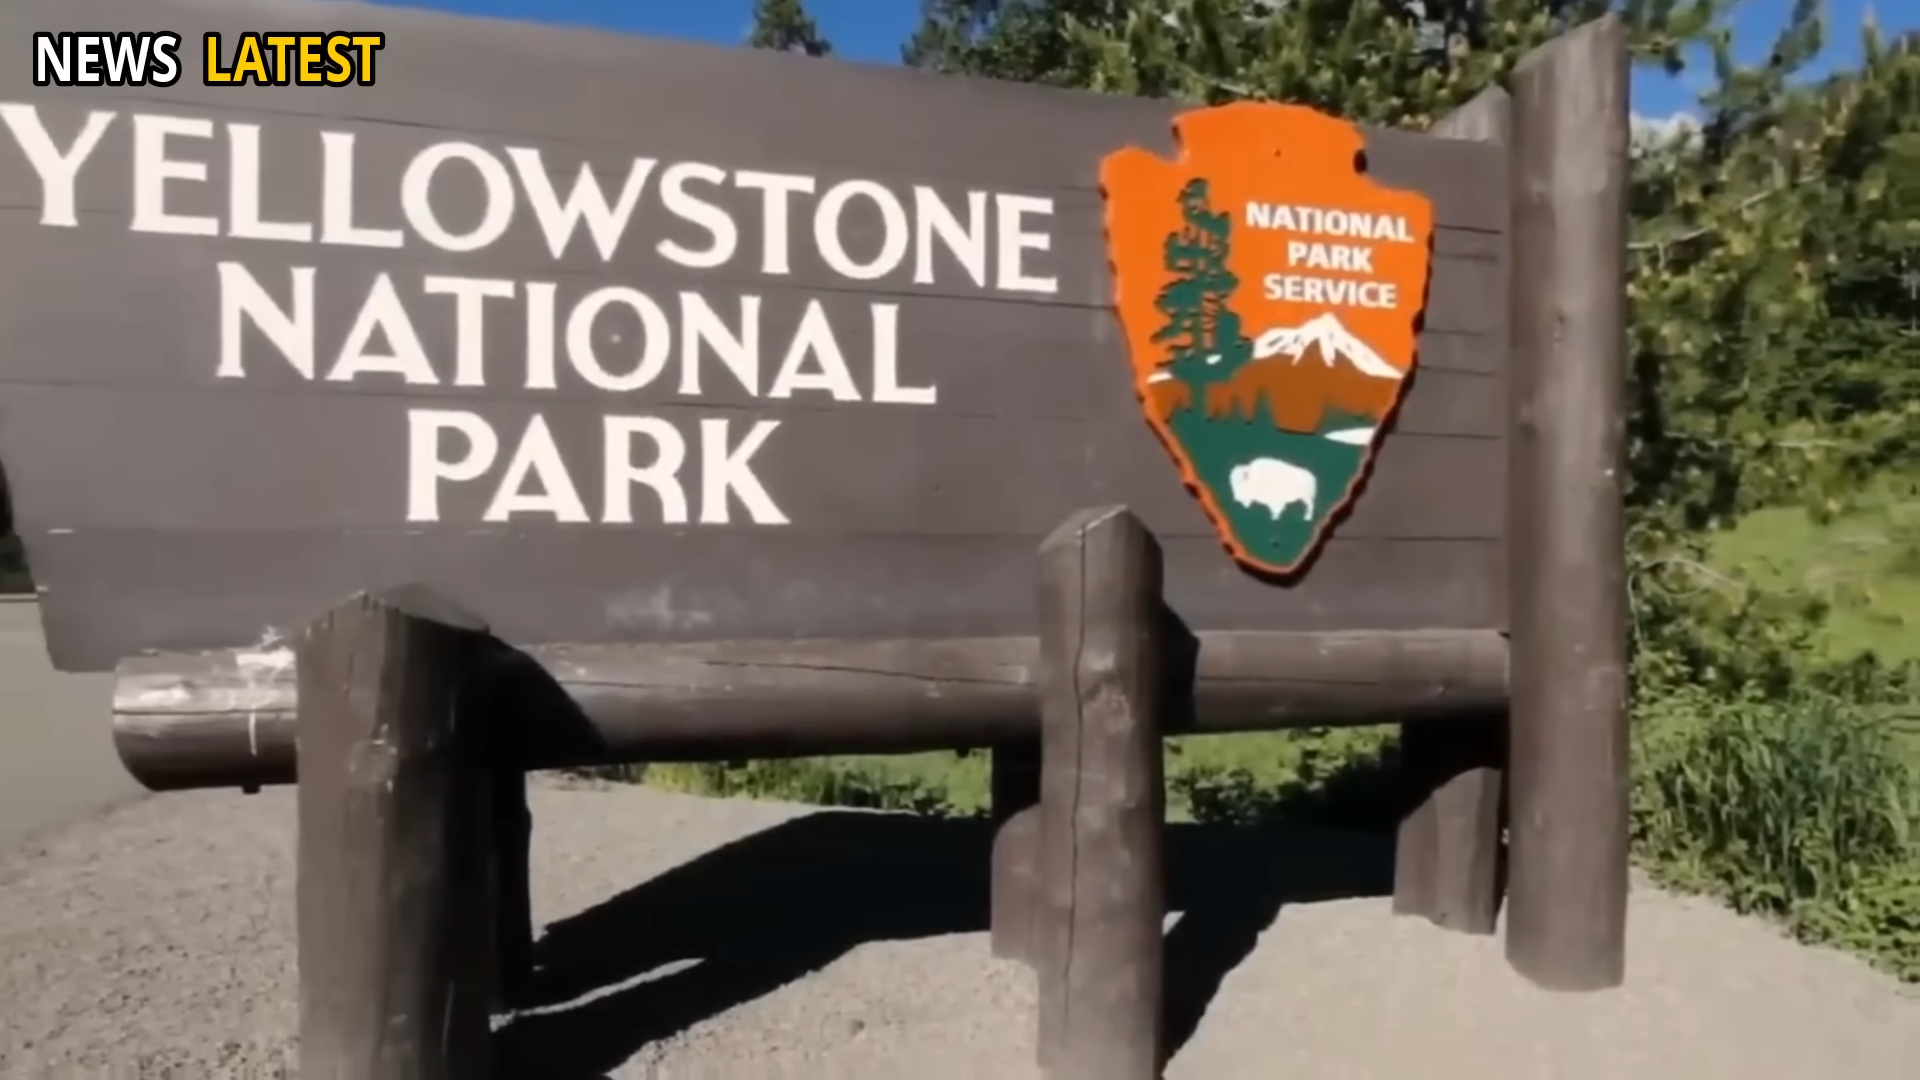 NEWS LATEST
YELLOWSTONE
NATIONAL
PARK
NATIONAL
PARK
SERVICE